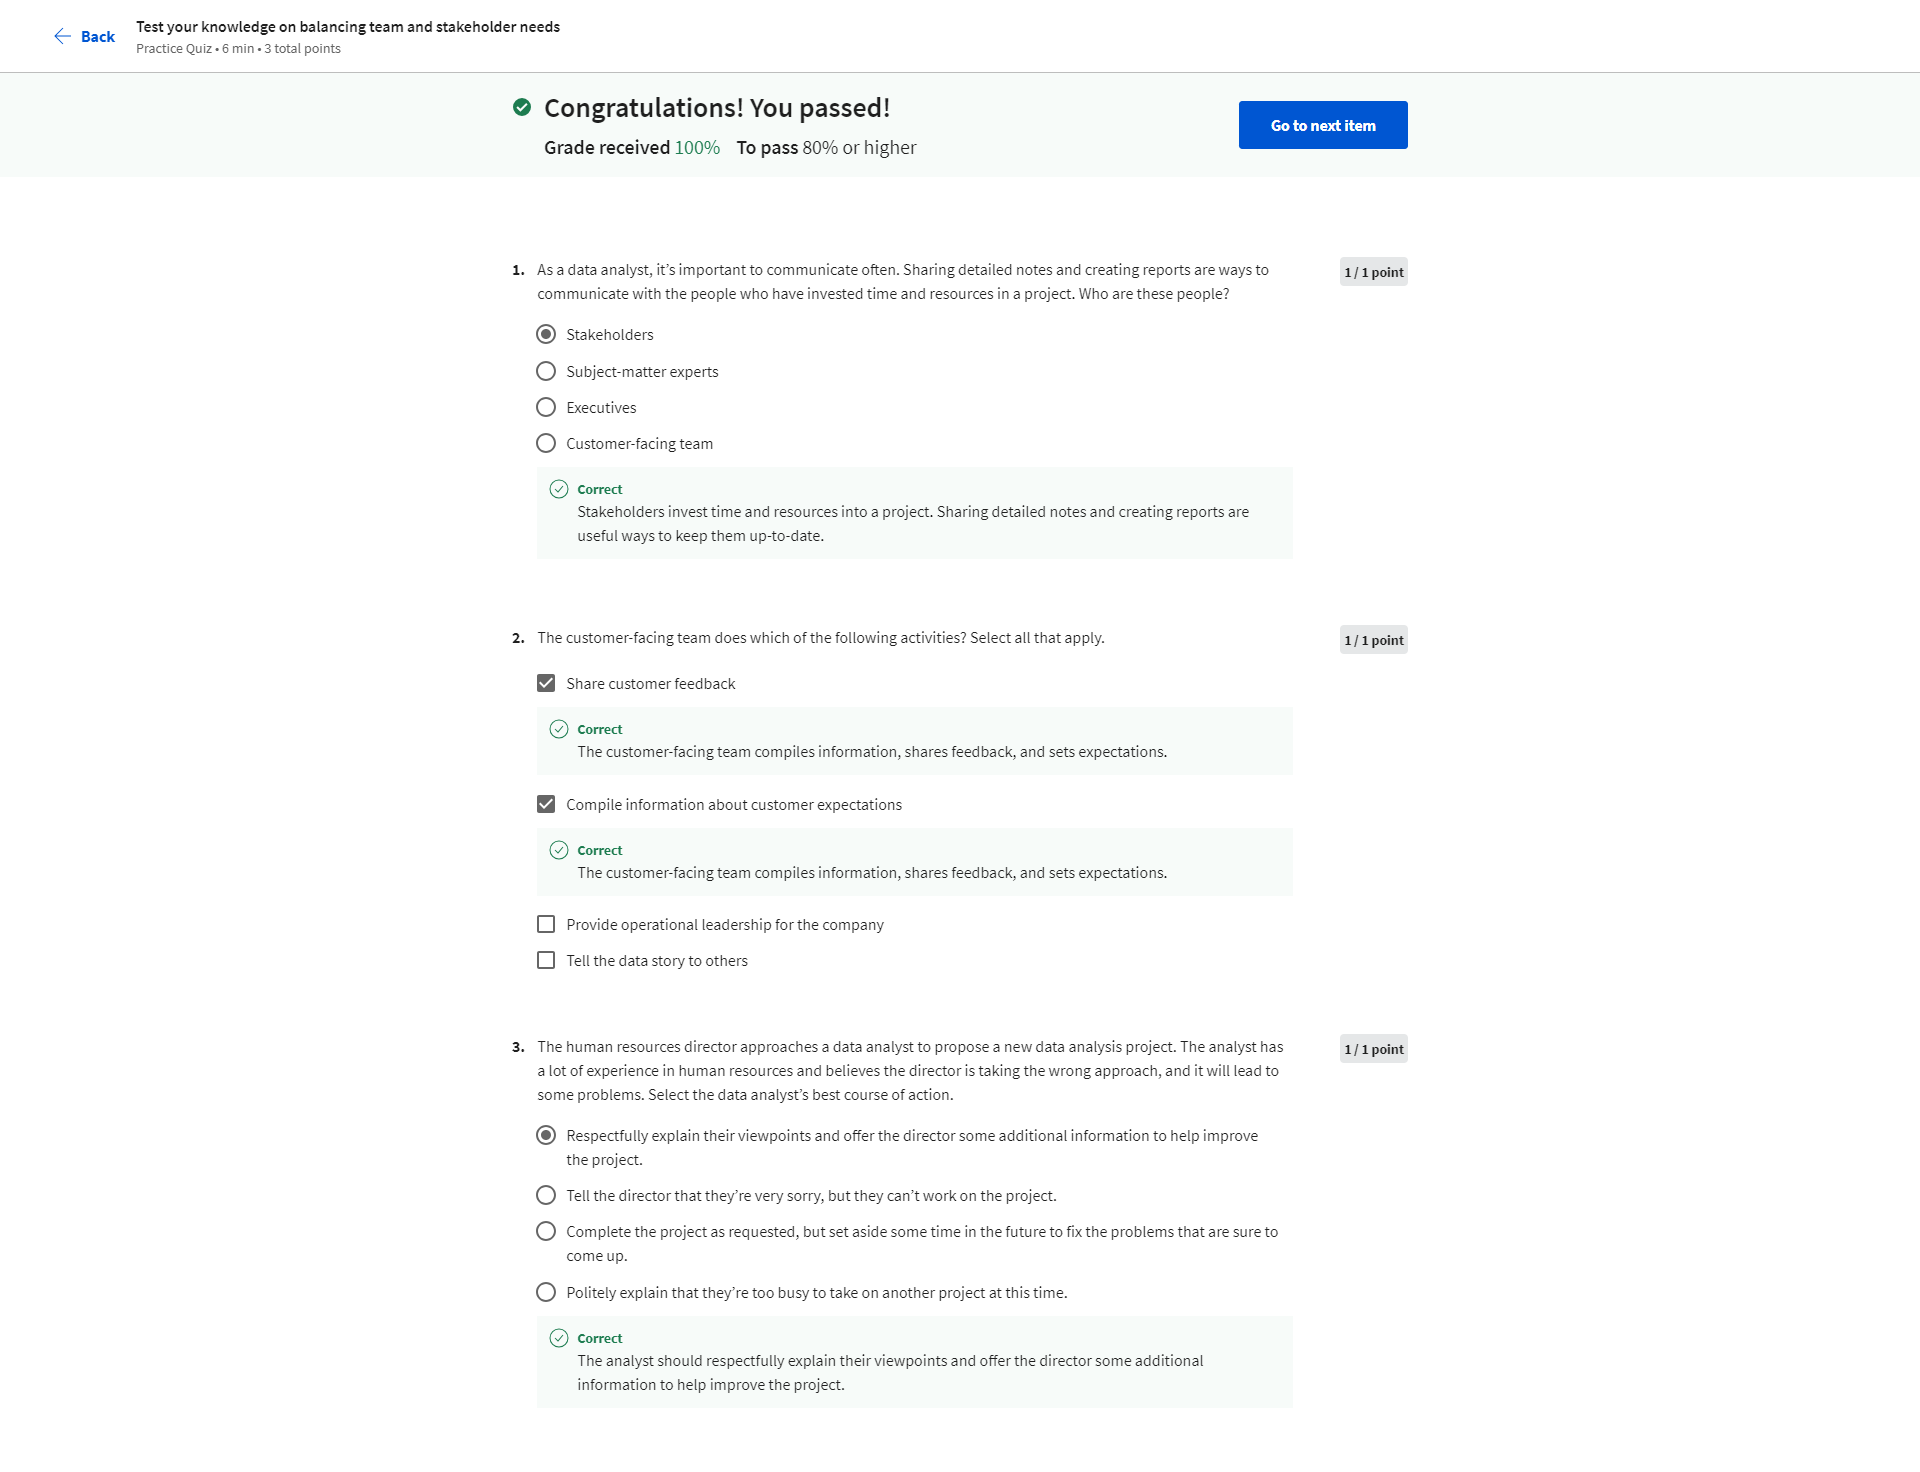 Back
Test your knowledge on balancing team and stakeholder needs
Practice Quiz • 6 min • 3 total points
Congratulations! You passed!
Grade received 100% To pass 80% or higher
Go to next item
1. As a data analyst, it’s important to communicate often. Sharing detailed notes and creating reports are ways to
communicate with the people who have invested time and resources in a project. Who are these people?
1 / 1 point
Stakeholders
Subject-matter experts
Executives
Customer-facing team
Correct
Stakeholders invest time and resources into a project. Sharing detailed notes and creating reports are
useful ways to keep them up-to-date.
2. The customer-facing team does which of the following activities? Select all that apply.
1 / 1 point
Share customer feedback
Correct
The customer-facing team compiles information, shares feedback, and sets expectations.
Compile information about customer expectations
Correct
The customer-facing team compiles information, shares feedback, and sets expectations.
Provide operational leadership for the company
Tell the data story to others
3. The human resources director approaches a data analyst to propose a new data analysis project. The analyst has
a lot of experience in human resources and believes the director is taking the wrong approach, and it will lead to
some problems. Select the data analyst’s best course of action.
1 / 1 point
Respectfully explain their viewpoints and offer the director some additional information to help improve
the project.
Tell the director that they’re very sorry, but they can’t work on the project.
Complete the project as requested, but set aside some time in the future to fix the problems that are sure to
come up.
Politely explain that they’re too busy to take on another project at this time.
Correct
The analyst should respectfully explain their viewpoints and offer the director some additional
information to help improve the project.